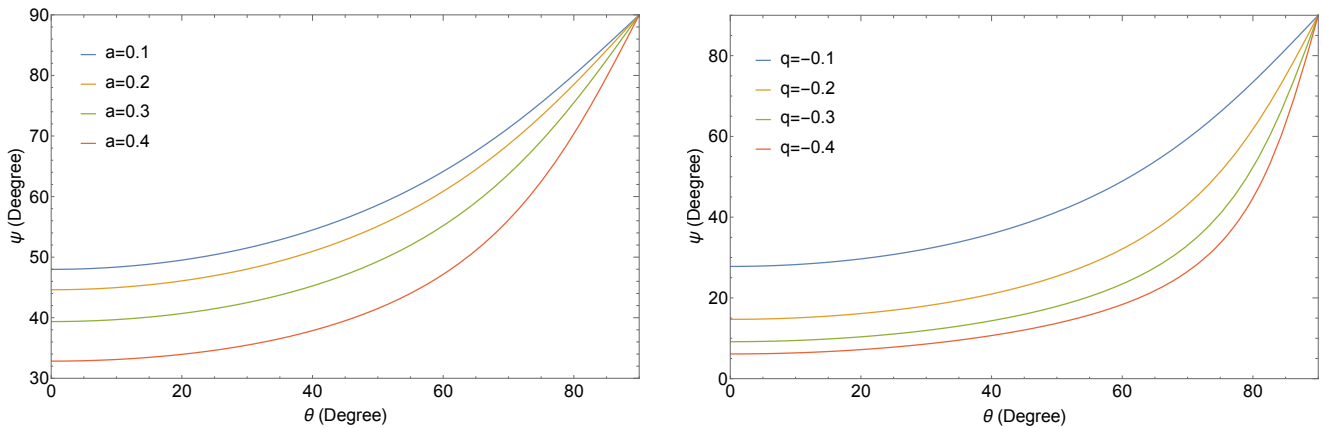 90
80
70
60
50
40
30
ψ (Deegree)
a=0.1
a=0.2
a=0.3
a=0.4
0 20 40 60 80
θ (Degree)
80
60
40
20
0
ψ (Deegree)
q=−0.1
q=−0.2
q=−0.3
q=−0.4
0 20 40 60 80
θ (Degree)